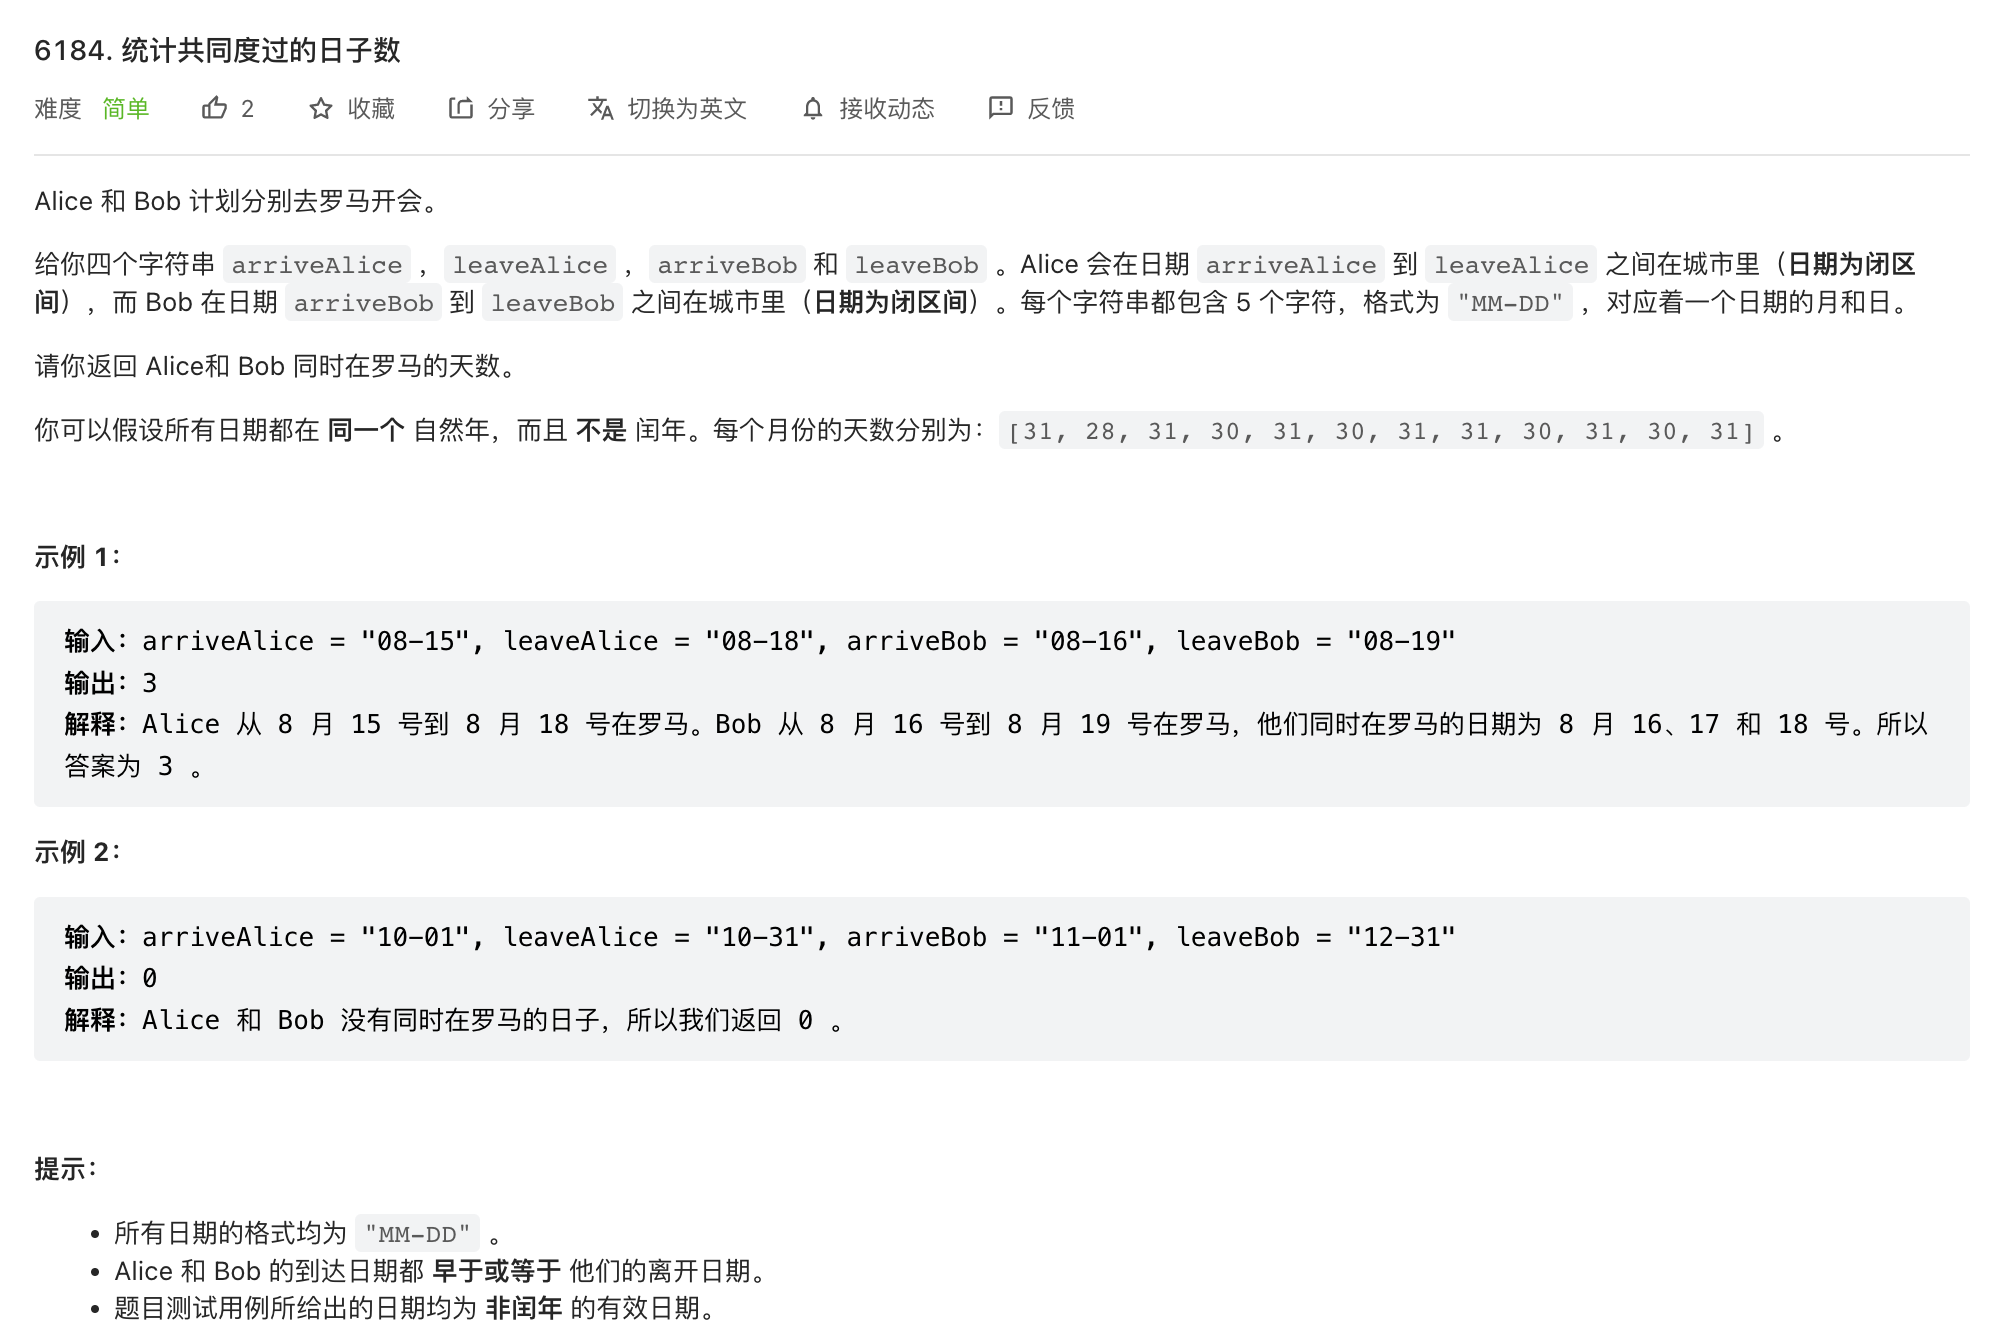 6184. 统计共同度过的日子数
难度 简单 2 收藏 分享 切换为英文 接收动态 反馈
Alice 和 Bob 计划分别去罗马开会。
给你四个字符串 arriveAlice ，leaveAlice ，arriveBob 和 leaveBob 。Alice 会在日期 arriveAlice 到 leaveAlice 之间在城市里（日期为闭区
间），而 Bob 在日期 arriveBob 到 leaveBob 之间在城市里（日期为闭区间）。每个字符串都包含 5 个字符，格式为 "MM-DD" ，对应着一个日期的月和日。
请你返回 Alice和 Bob 同时在罗马的天数。
你可以假设所有日期都在 同一个 自然年，而且 不是 闰年。每个月份的天数分别为：[31, 28, 31, 30, 31, 30, 31, 31, 30, 31, 30, 31] 。
示例 1：
输入：arriveAlice = "08-15", leaveAlice = "08-18", arriveBob = "08-16", leaveBob = "08-19"
输出：3
解释：Alice 从 8 月 15 号到 8 月 18 号在罗马。Bob 从 8 月 16 号到 8 月 19 号在罗马，他们同时在罗马的日期为 8 月 16、17 和 18 号。所以
答案为 3 。
示例 2：
输入：arriveAlice = "10-01", leaveAlice = "10-31", arriveBob = "11-01", leaveBob = "12-31"
输出：0
解释：Alice 和 Bob 没有同时在罗马的日子，所以我们返回 0 。
提示：
• 所有日期的格式均为 "MM-DD" 。
• Alice 和 Bob 的到达日期都 早于或等于 他们的离开日期。
• 题目测试用例所给出的日期均为 非闰年 的有效日期。